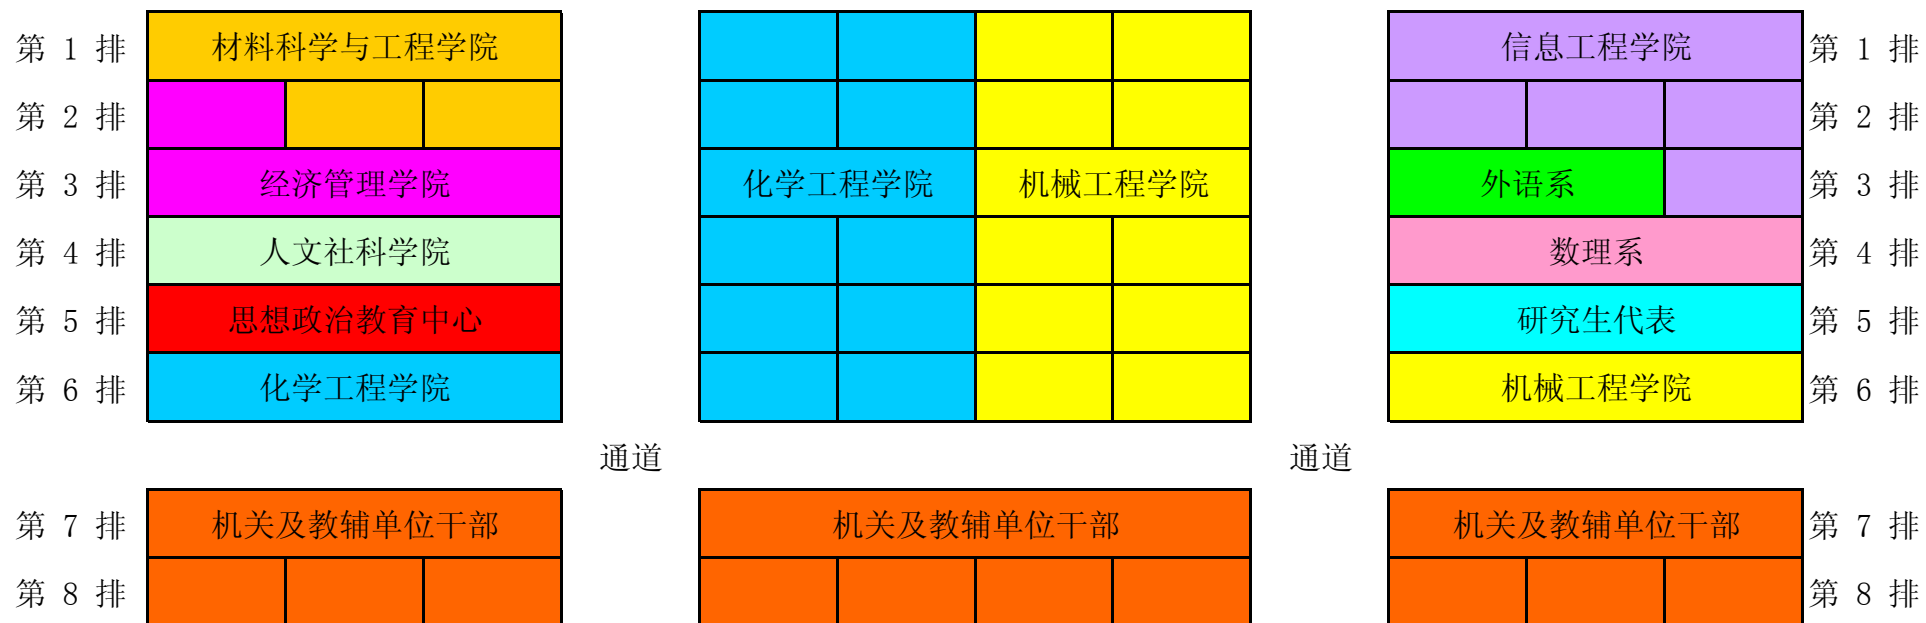 第 1 排 材料科学与工程学院 信息工程学院 第 1 排
第 2 排 第 2 排
第 3 排 经济管理学院 化学工程学院 机械工程学院 外语系 第 3 排
第 4 排 人文社科学院 数理系 第 4 排
第 5 排 思想政治教育中心 研究生代表 第 5 排
第 6 排 化学工程学院 机械工程学院 第 6 排
通道 通道
第 7 排 机关及教辅单位干部 机关及教辅单位干部 机关及教辅单位干部 第 7 排
第 8 排 第 8 排